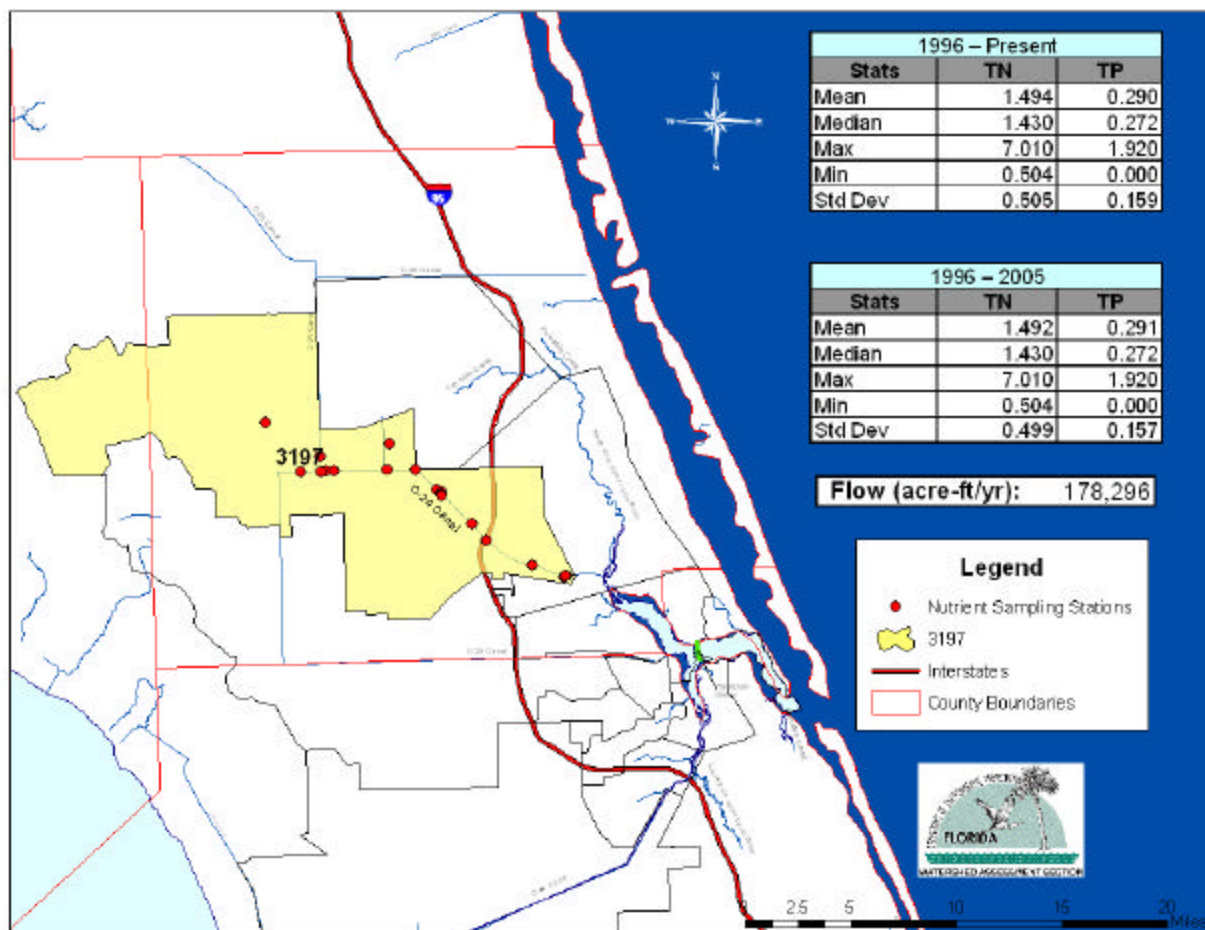 1996 – Present
Stats TN TP
Mean 1.494 0.290
Median 1.430 0.272
Max 7.010 1.920
Min 0.504 0.000
Std Dev 0.505 0.159
1996 – 2005
Stats TN TP
Mean 1.492 0.291
Median 1.430 0.272
Max 7.010 1.920
Min 0.504 0.000
Std Dev 0.499 0.157
Flow (acre-ft/yr): 178,296
N
W E
S
95
3197
C-24 Canal
Legend
Nutrient Sampling Stations
3197
Interstates
County Boundaries
FLORIDA
WATERSHED ASSESSMENT SECTION
0 2.5 5 10 15 20
Miles